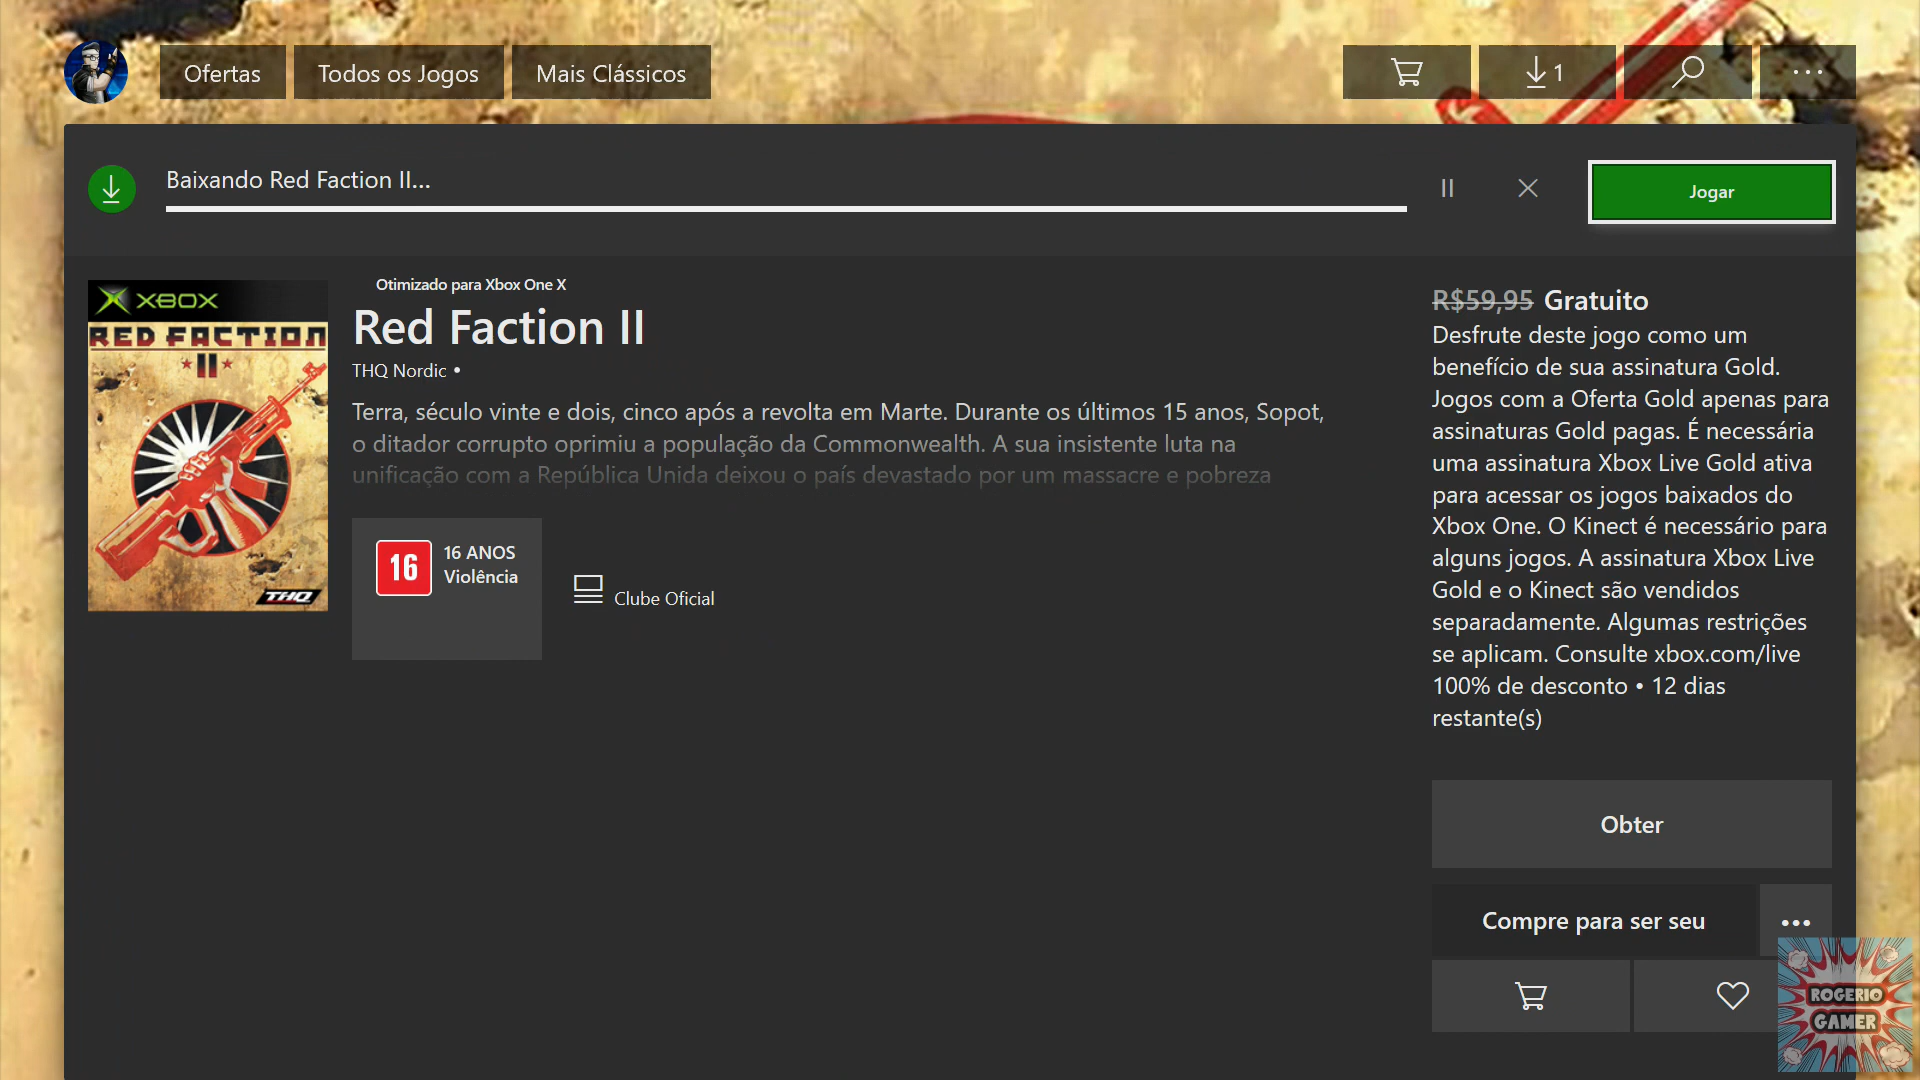 Ofertas
Todos os Jogos
Mais Clássicos
1
Baixando Red Faction II...
Jogar
XBOX
RED FACTION
II
THQ
Otimizado para Xbox One X
Red Faction II
THQ Nordic •
Terra, século vinte e dois, cinco após a revolta em Marte. Durante os últimos 15 anos, Sopot,
o ditador corrupto oprimiu a população da Commonwealth. A sua insistente luta na
unificação com a República Unida deixou o país devastado por um massacre e pobreza
16
16 ANOS
Violência
Clube Oficial
R$59,95 Gratuito
Desfrute deste jogo como um
benefício de sua assinatura Gold.
Jogos com a Oferta Gold apenas para
assinaturas Gold pagas. É necessária
uma assinatura Xbox Live Gold ativa
para acessar os jogos baixados do
Xbox One. O Kinect é necessário para
alguns jogos. A assinatura Xbox Live
Gold e o Kinect são vendidos
separadamente. Algumas restrições
se aplicam. Consulte xbox.com/live
100% de desconto • 12 dias
restante(s)
Obter
Compre para ser seu
ROGERIO
GAMER